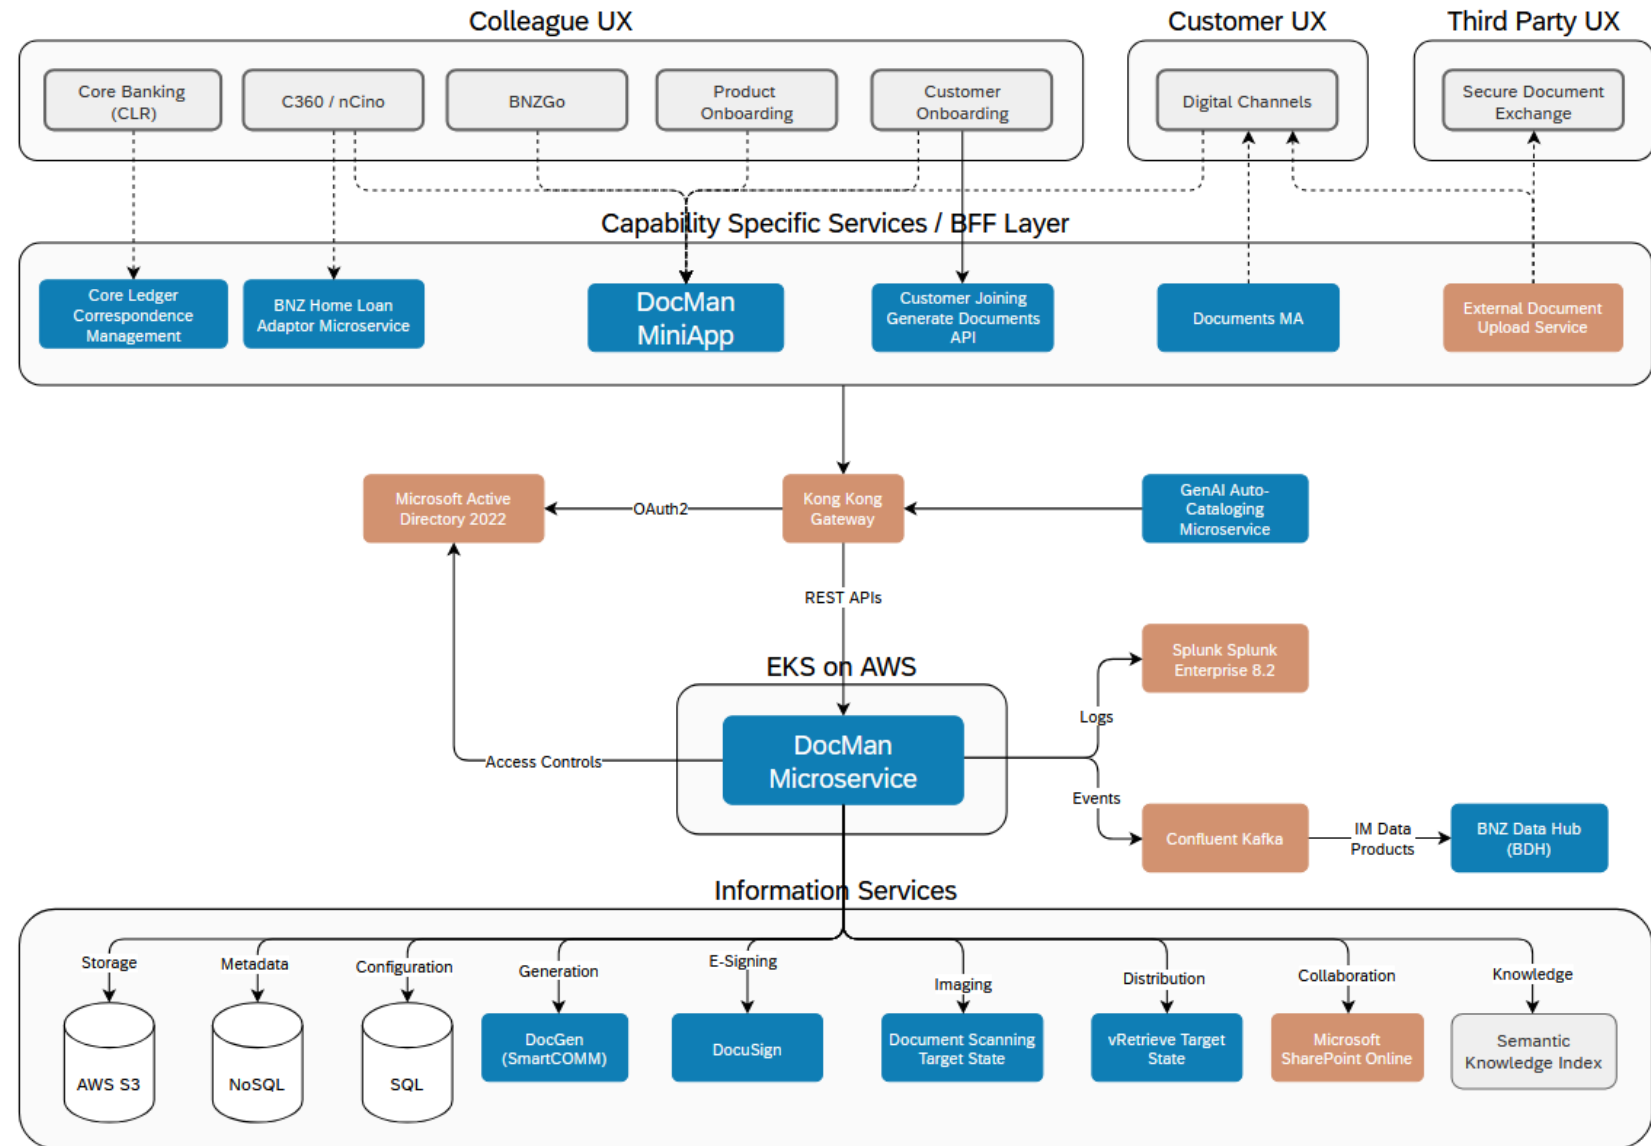 Colleague UX
Customer UX
Third Party UX
Core Banking
(CLR)
C360 / nCino
BNZGo
Product
Onboarding
Customer
Onboarding
Digital Channels
Secure Document
Exchange
Capability Specific Services / BFF Layer
Core Ledger
Correspondence
Management
BNZ Home Loan
Adaptor Microservice
DocMan
MiniApp
Customer Joining
Generate Documents
API
Documents MA
External Document
Upload Service
Microsoft Active
Directory 2022
OAuth2
Kong Kong
Gateway
GenAI Auto-
Cataloging
Microservice
REST APIs
EKS on AWS
Splunk Splunk
Enterprise 8.2
Logs
DocMan
Microservice
Access Controls
Events
Confluent Kafka
IM Data
Products
BNZ Data Hub
(BDH)
Information Services
Storage
Metadata
Configuration
Generation
E-Signing
Imaging
Distribution
Collaboration
Knowledge
AWS S3
NoSQL
SQL
DocGen
(SmartCOMM)
DocuSign
Document Scanning
Target State
vRetrieve Target
State
Microsoft
SharePoint Online
Semantic
Knowledge Index